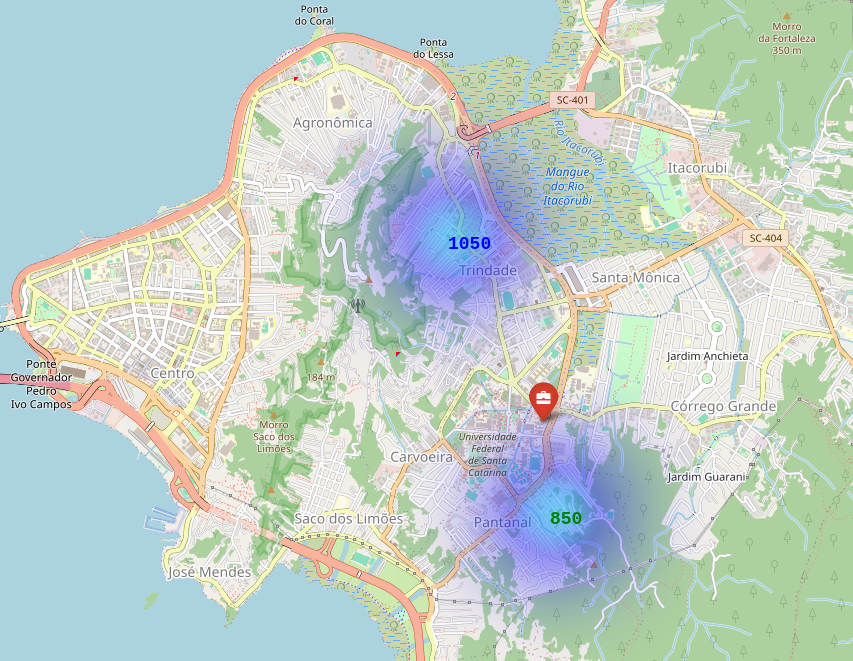 Ponta
do Coral
Ponta
do Lessa
Morro
da Fortaleza
350 m
2
SC-401
Agronômica
Rio Itacorubi
1
Mangue
do Rio
Itacorubi
Itacorubi
1050
SC-404
Trindade
Santa Mônica
Ponte
Governador
Pedro
Ivo Campos
Centro
184 m
Jardim Anchieta
Córrego Grande
Morro
Saco dos
Limões
Universidade
Federal
de Santa
Catarina
Carvoeira
Jardim Guarani
Saco dos Limões
Pantanal
850
José Mendes